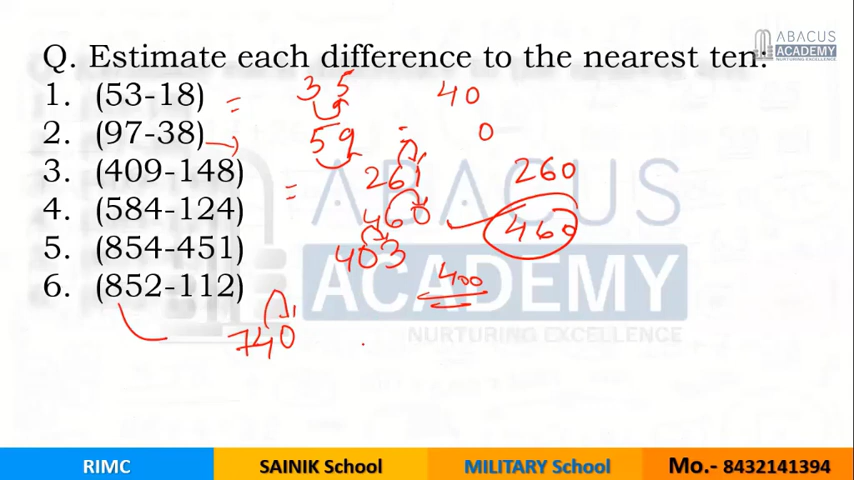 ABACUS
ACADEMY
NURTURING EXCELLENCE
Q. Estimate each difference to the nearest ten:
1. (53-18) = 35 40
2. (97-38) 59 = 0
3. (409-148) = 261 260
4. (584-124) 460 460
5. (854-451) 403 400
6. (852-112) 740
ABACUS
ACADEMY
NURTURING EXCELLENCE
RIMC SAINIK School MILITARY School Mo.- 8432141394